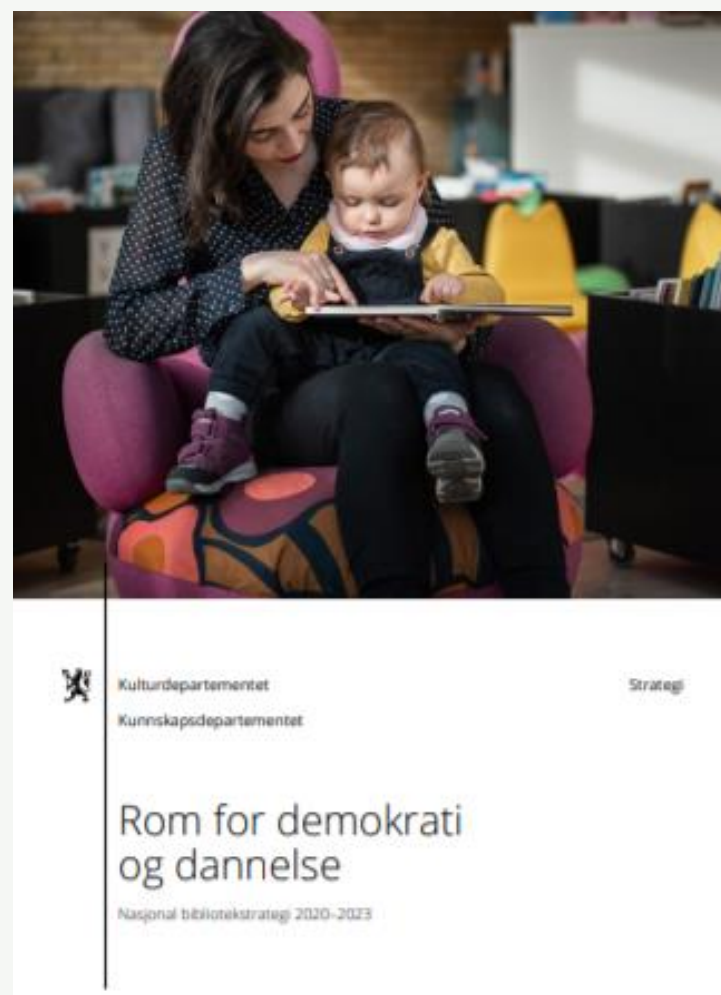 Kulturdepartementet
Strategi
Kunnskapsdepartementet
Rom for demokrati
og dannelse
Nasjonal bibliotekstrategi 2020–2023